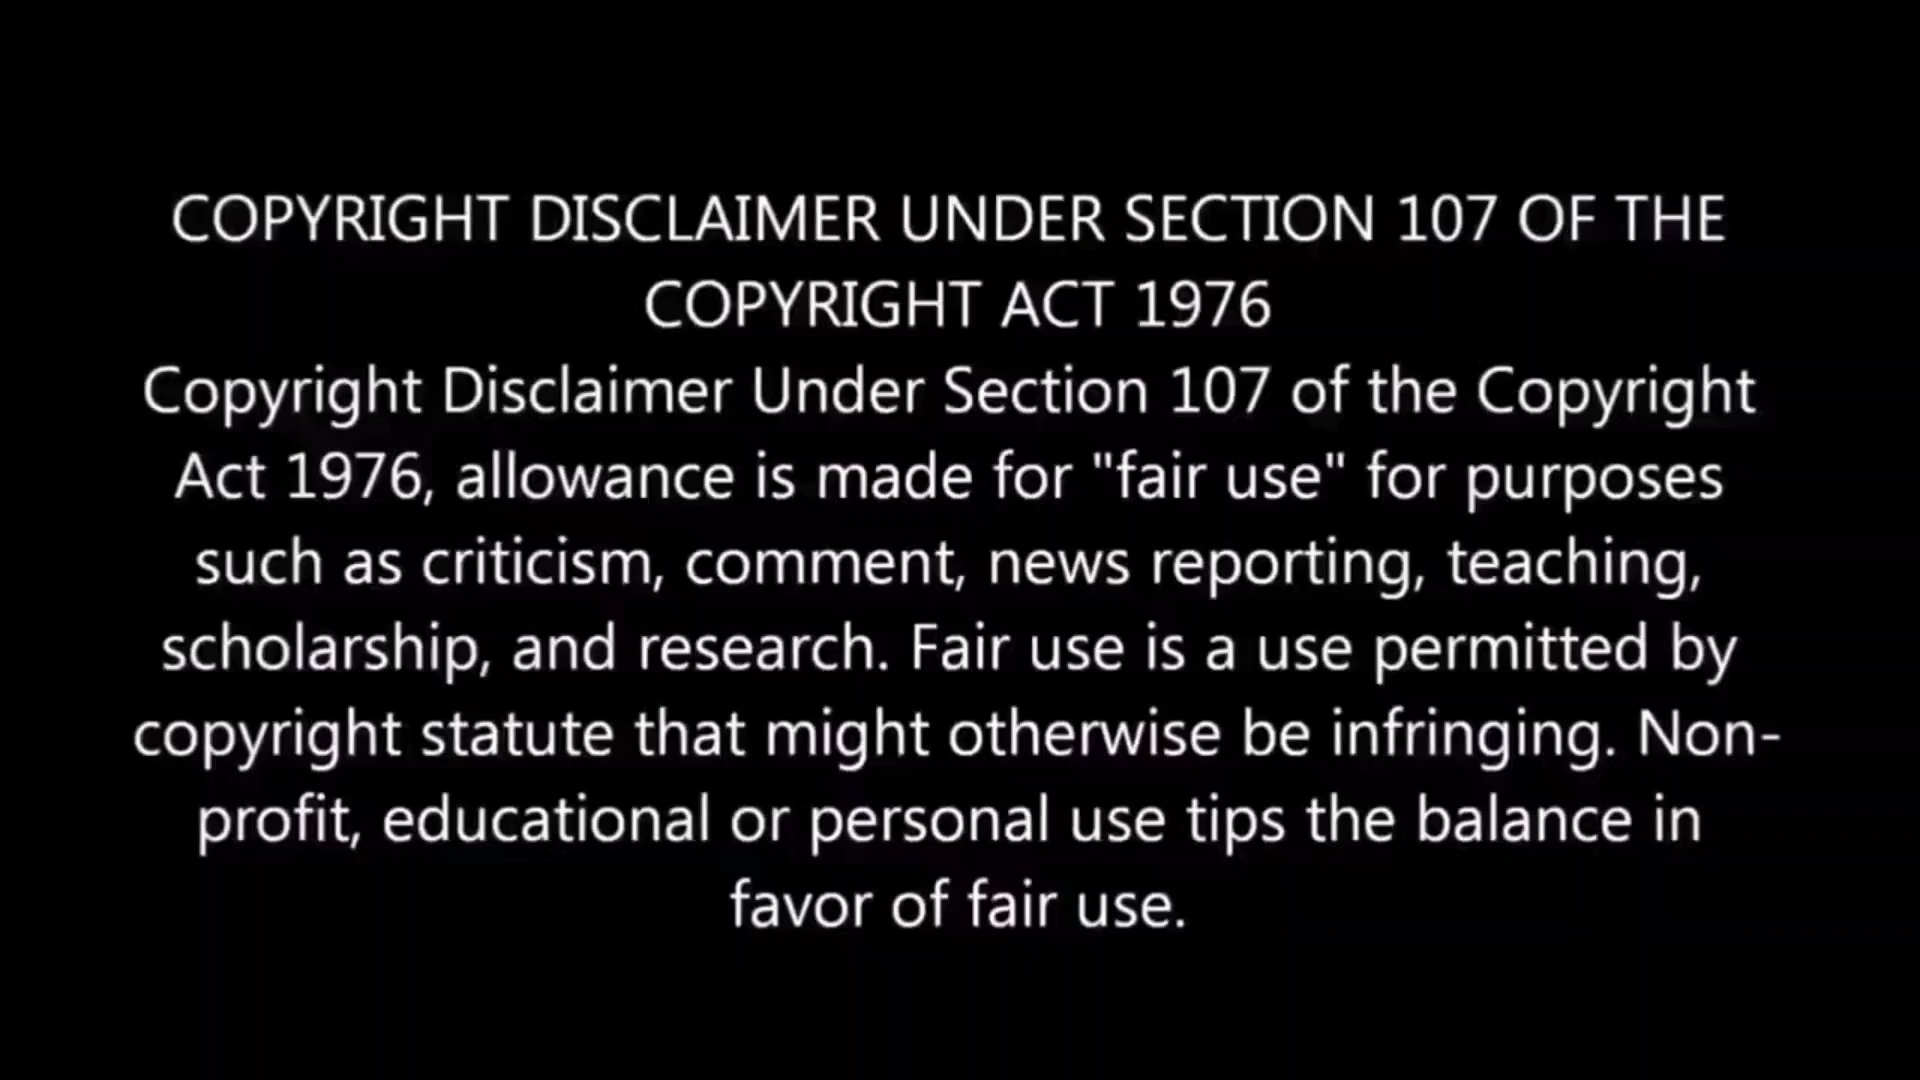 COPYRIGHT DISCLAIMER UNDER SECTION 107 OF THE
COPYRIGHT ACT 1976
Copyright Disclaimer Under Section 107 of the Copyright
Act 1976, allowance is made for "fair use" for purposes
such as criticism, comment, news reporting, teaching,
scholarship, and research. Fair use is a use permitted by
copyright statute that might otherwise be infringing. Non-
profit, educational or personal use tips the balance in
favor of fair use.